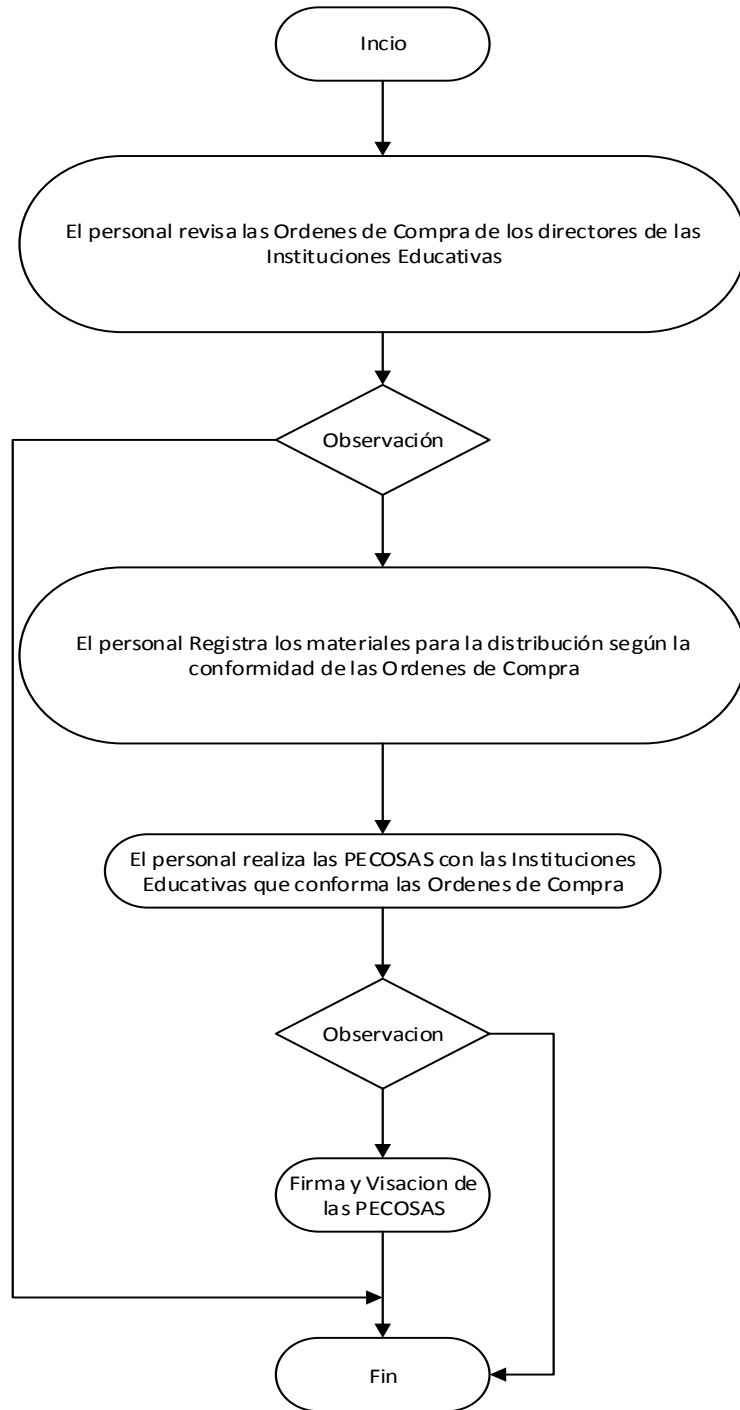 Incio
El personal revisa las Ordenes de Compra de los directores de las
Instituciones Educativas
Observación
El personal Registra los materiales para la distribución según la
conformidad de las Ordenes de Compra
El personal realiza las PECOSAS con las Instituciones
Educativas que conforma las Ordenes de Compra
Observacion
Firma y Visacion de
las PECOSAS
Fin